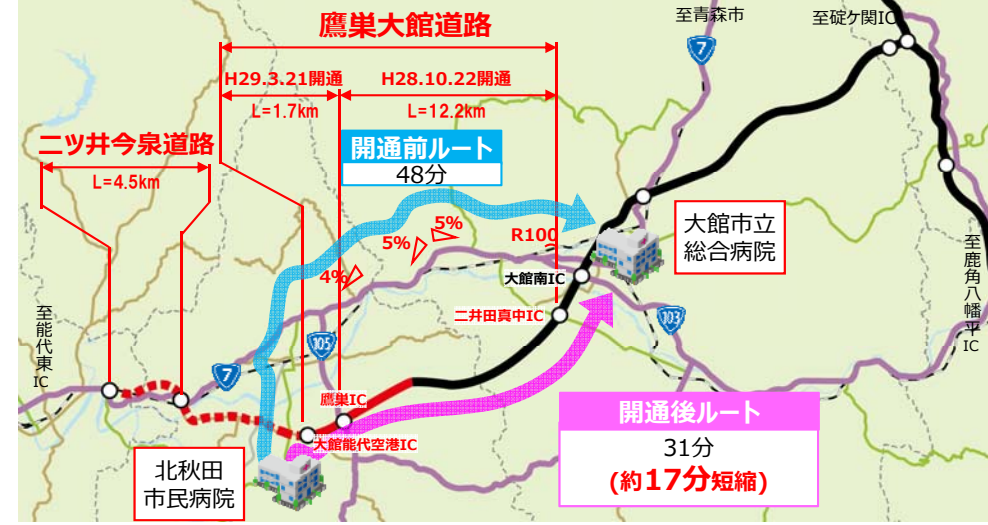 鷹巣大館道路
H29.3.21開通
H28.10.22開通
L=1.7km
L=12.2km
二ツ井今泉道路
L=4.5km
開通前ルート
48分
至青森市
至碇ケ関IC
7
5%
5%
4%
R100
大館市立
総合病院
大館南IC
二井田真中IC
103
至鹿角八幡平IC
至能代東IC
105
7
鷹巣IC
大館能代空港IC
北秋田
市民病院
開通後ルート
31分
(約17分短縮)